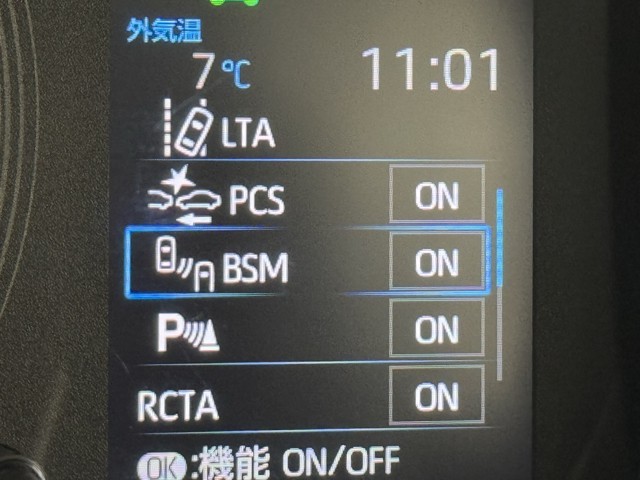 外気温
7℃ 11:01
LTA
PCS ON
BSM ON
P ON
RCTA ON
OK:機能 ON/OFF